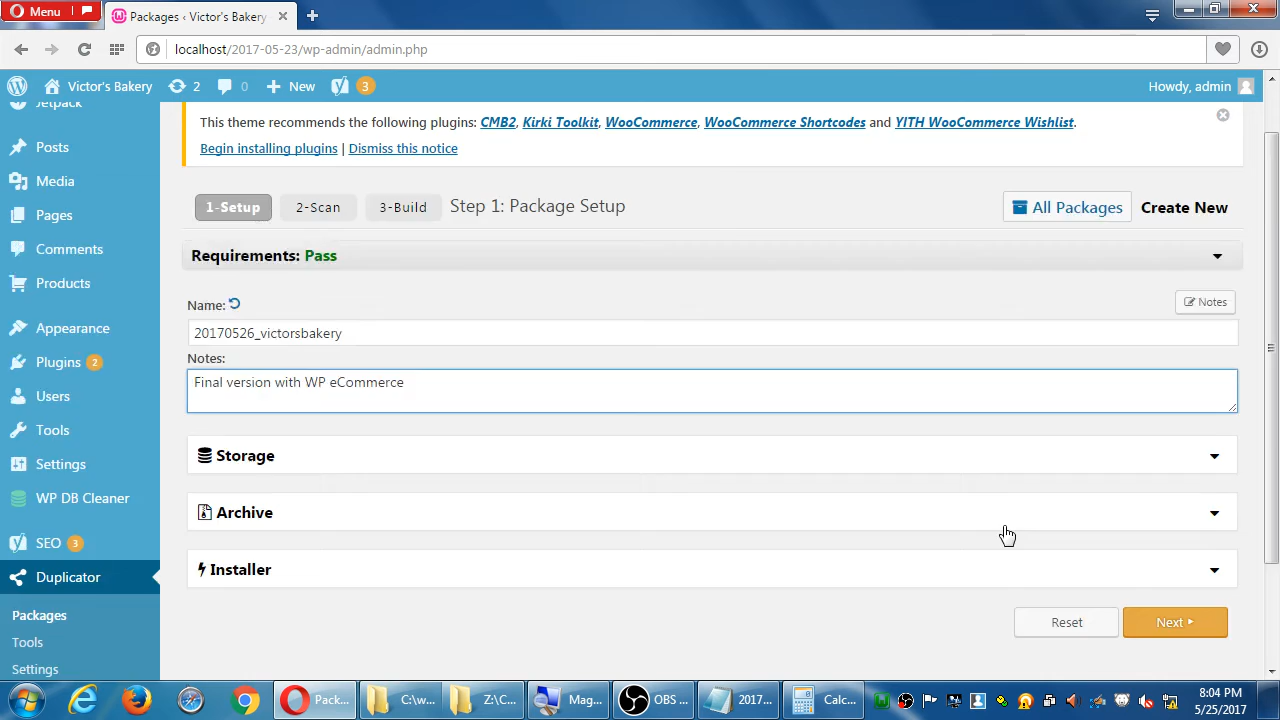 Menu
Packages ‹ Victor's Bakery
localhost/2017-05-23/wp-admin/admin.php
Victor's Bakery 2 0 New 3 Howdy, admin
Jetpack
Posts
Media
Pages
Comments
Products
Appearance
Plugins 2
Users
Tools
Settings
WP DB Cleaner
SEO 3
Duplicator
Packages
Tools
Settings
This theme recommends the following plugins: CMB2, Kirki Toolkit, WooCommerce, WooCommerce Shortcodes and YITH WooCommerce Wishlist.
Begin installing plugins | Dismiss this notice
1-Setup 2-Scan 3-Build Step 1: Package Setup All Packages Create New
Requirements: Pass
Name: Notes
20170526_victorsbakery
Notes:
Final version with WP eCommerce
Storage
Archive
Installer
Reset Next
Pack... C:\w... Z:\C... Mag... OBS ... 2017... Calc... 8:04 PM
5/25/2017